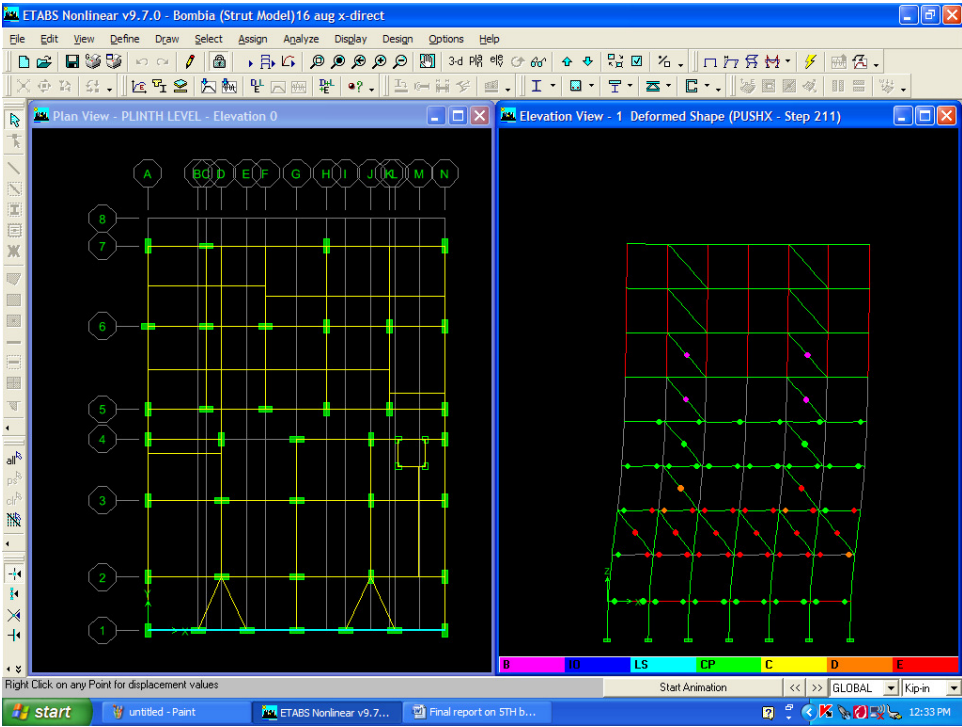 ETABS Nonlinear v9.7.0 - Bombia (Strut Model)16 aug x-direct
File Edit View Define Draw Select Assign Analyze Display Design Options Help
3-d
all
ps
clr
Plan View - PLINTH LEVEL - Elevation 0
A B C D E F G H I J K L M N
8
7
6
5
4
3
2
1
Y
X
Elevation View - 1 Deformed Shape (PUSHX - Step 211)
Z
X
B IO LS CP C D E
Right Click on any Point for displacement values
Start Animation << >> GLOBAL Kip-in
start untitled - Paint ETABS Nonlinear v9.7... Final report on 5TH b... 12:33 PM